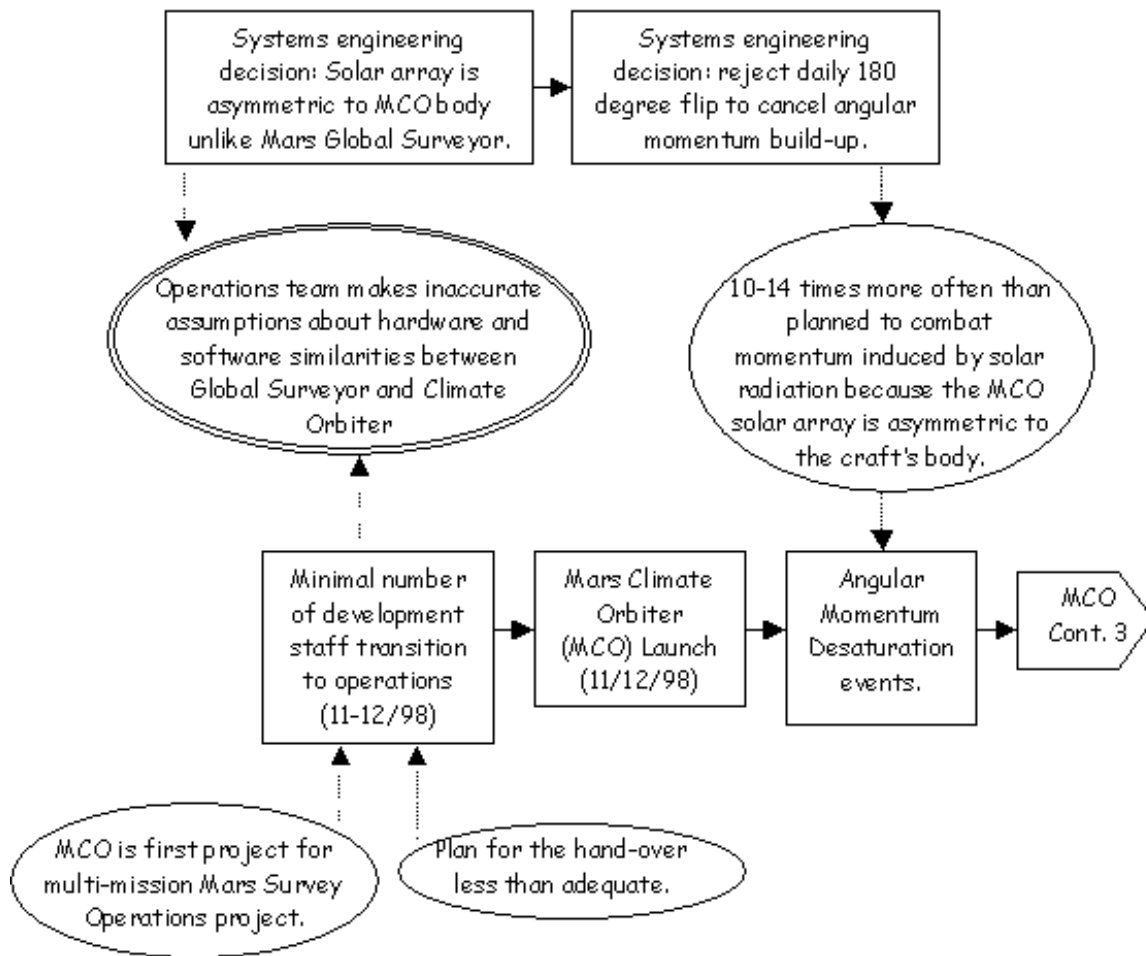 Systems engineering
decision: Solar array is
asymmetric to MCO body
unlike Mars Global Surveyor.
Systems engineering
decision: reject daily 180
degree flip to cancel angular
momentum build-up.
Operations team makes inaccurate
assumptions about hardware and
software similarities between
Global Surveyor and Climate
Orbiter
10-14 times more often than
planned to combat
momentum induced by solar
radiation because the MCO
solar array is asymmetric to
the craft's body.
Minimal number
of development
staff transition
to operations
(11-12/98)
Mars Climate
Orbiter
(MCO) Launch
(11/12/98)
Angular
Momentum
Desaturation
events.
MCO
Cont. 3
MCO is first project for
multi-mission Mars Survey
Operations project.
Plan for the hand-over
less than adequate.